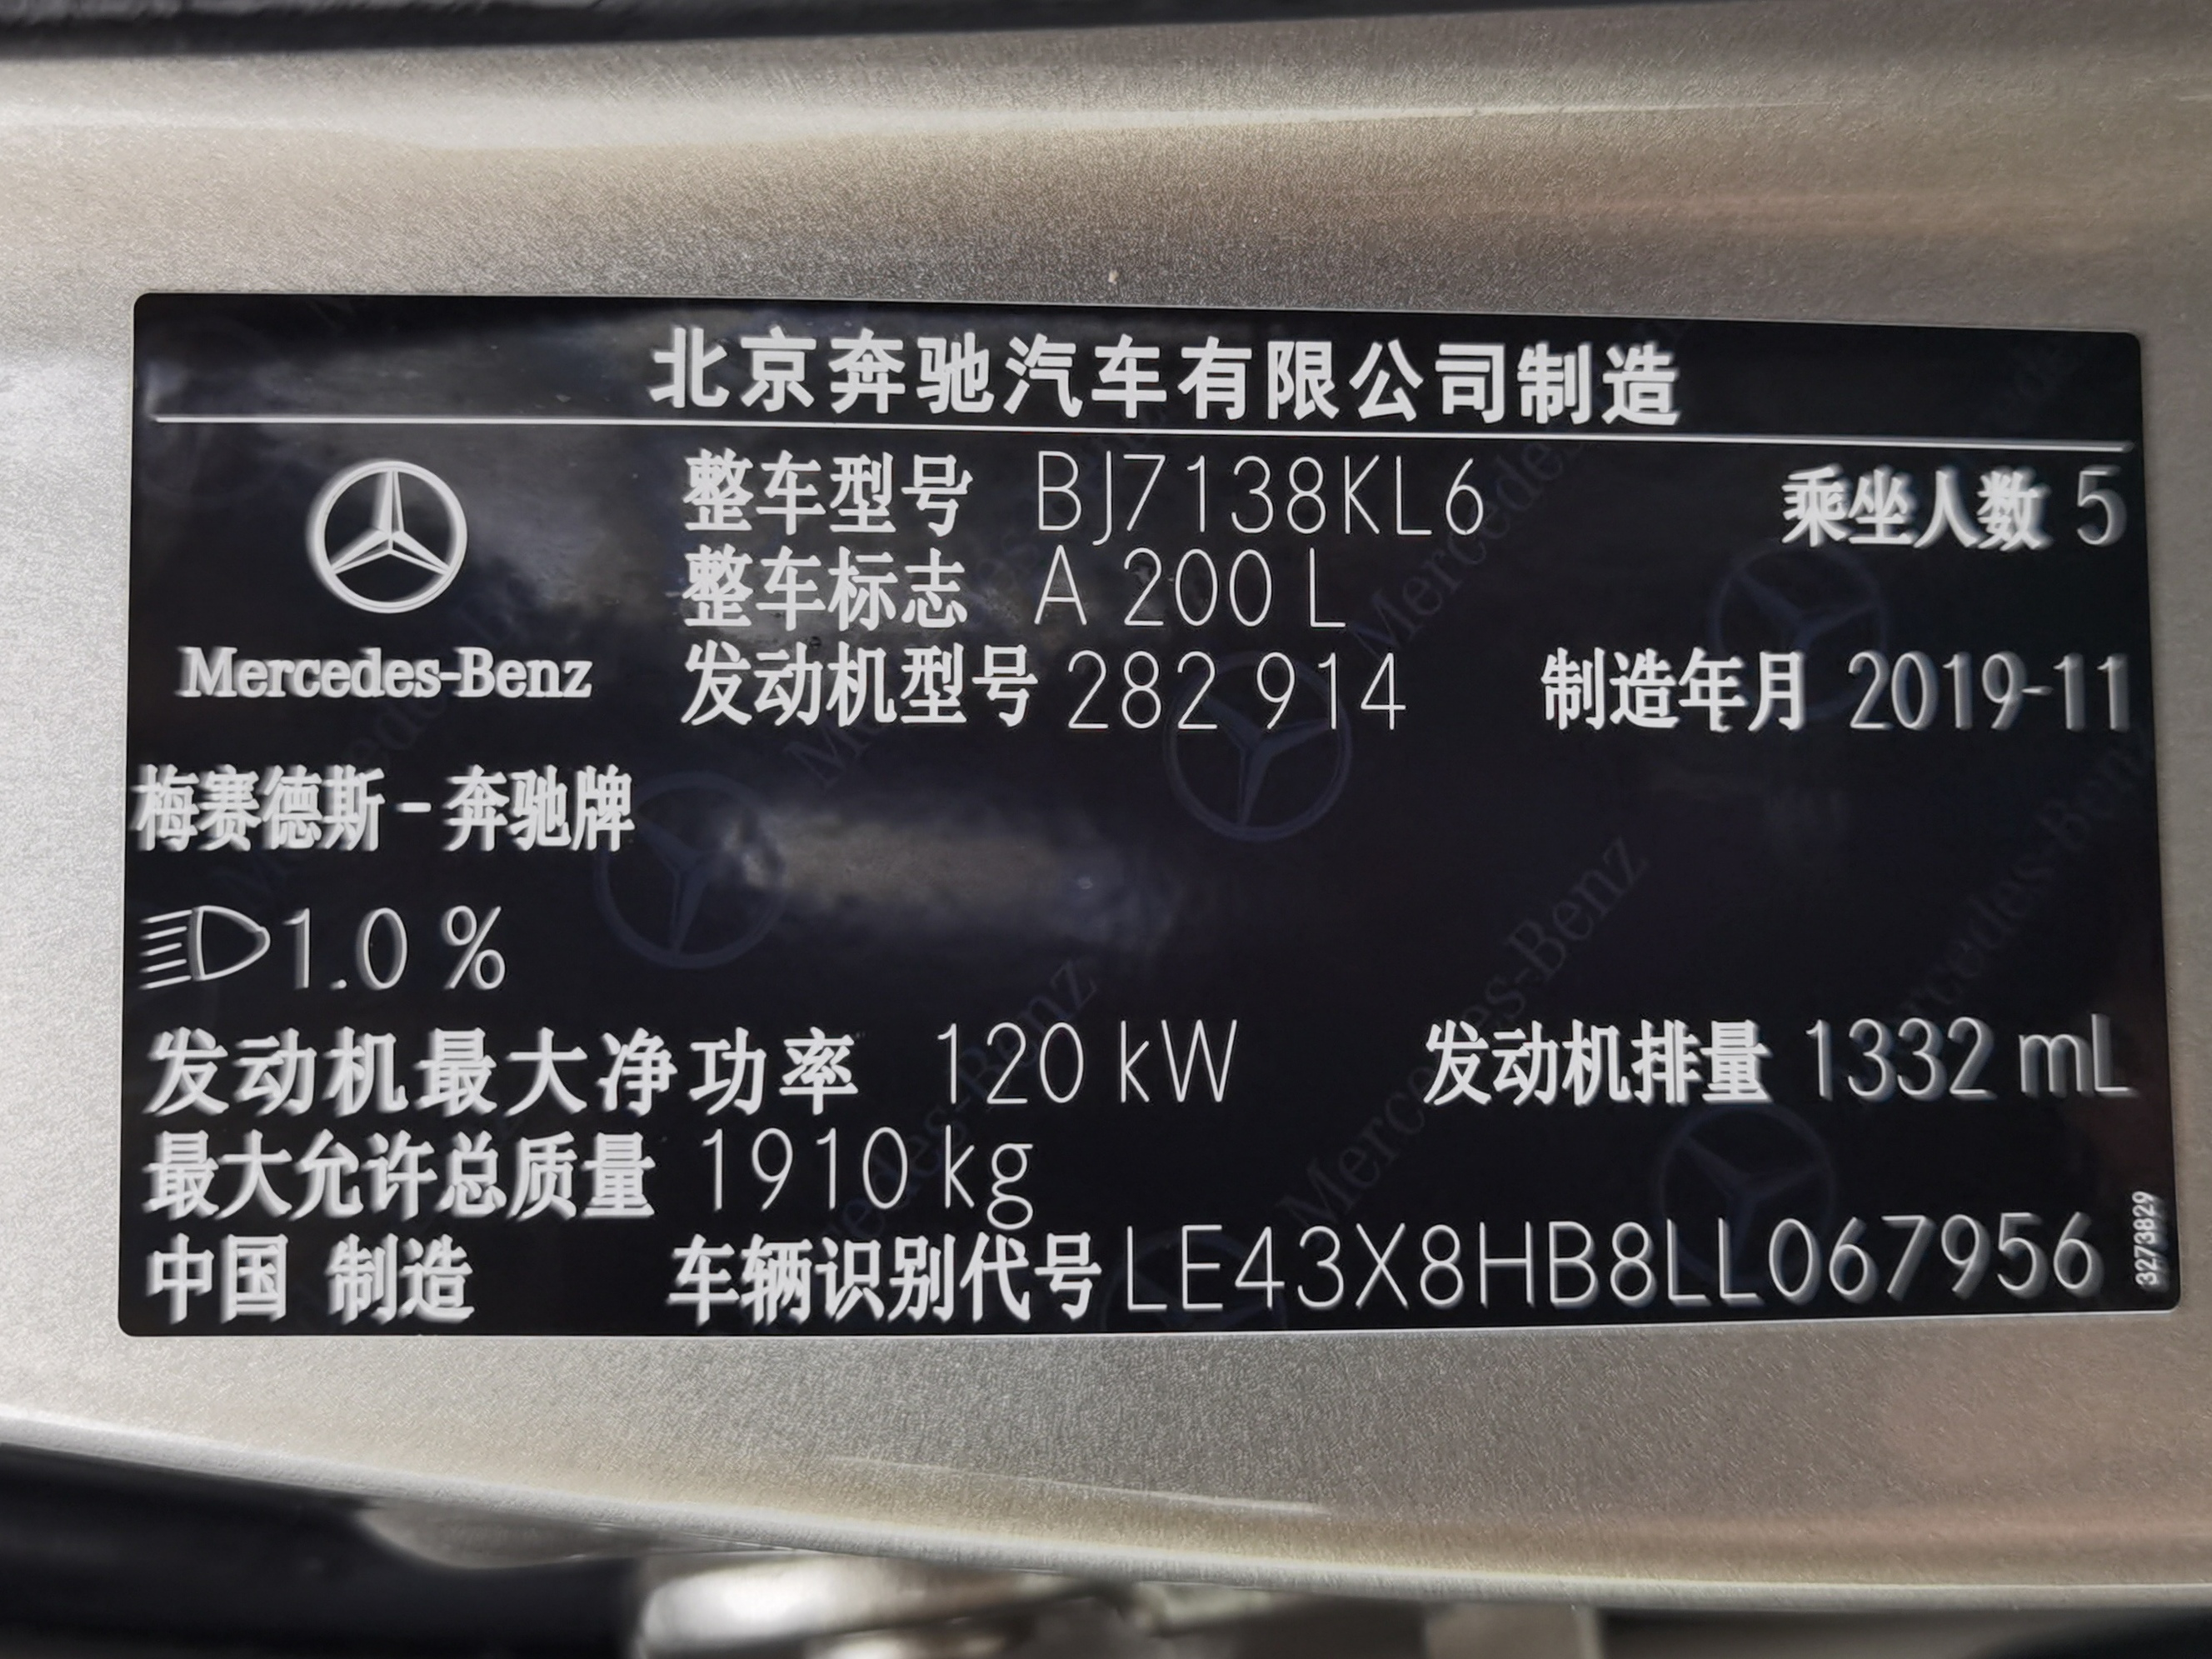 北京奔驰汽车有限公司制造
整车型号 BJ7138KL6 乘坐人数 5
整车标志 A 200 L
Mercedes-Benz 发动机型号 282 914 制造年月 2019-11
梅赛德斯-奔驰牌
1.0 %
发动机最大净功率 120 kW 发动机排量 1332 mL
最大允许总质量 1910 kg
中国 制造 车辆识别代号 LE43X8HB8LL067956
3273829